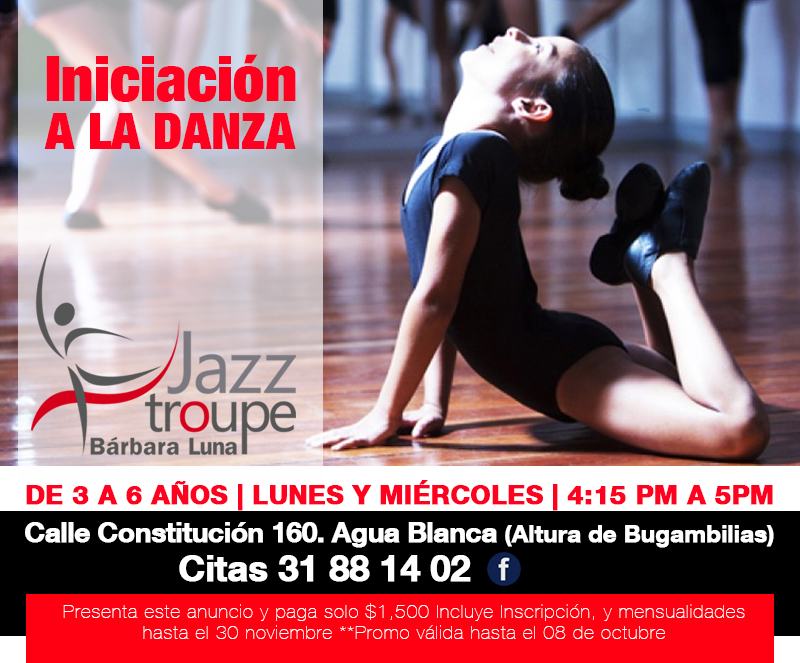 Iniciación
A LA DANZA
Jazz
troupe
Bárbara Luna
DE 3 A 6 AÑOS | LUNES Y MIÉRCOLES | 4:15 PM A 5PM
Calle Constitución 160. Agua Blanca (Altura de Bugambilias)
Citas 31 88 14 02 f
Presenta este anuncio y paga solo $1,500 Incluye Inscripción, y mensualidades
hasta el 30 noviembre **Promo válida hasta el 08 de octubre